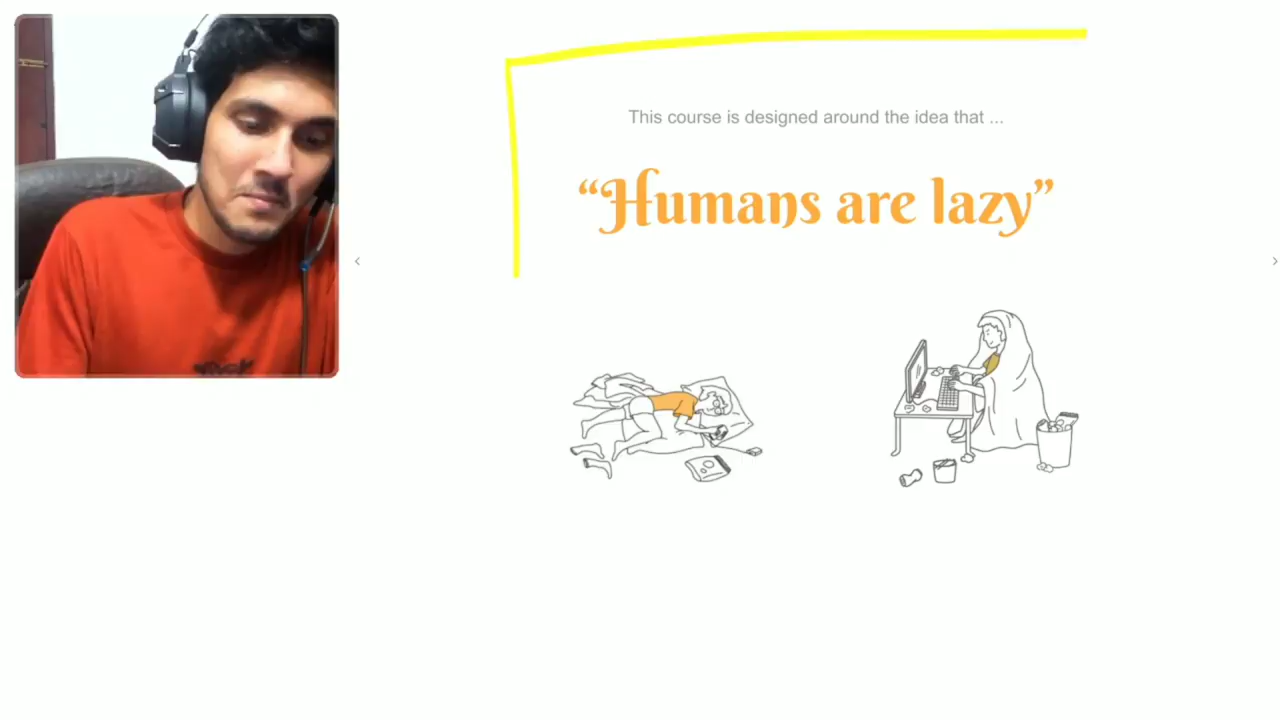 This course is designed around the idea that ...
“Humans are lazy”